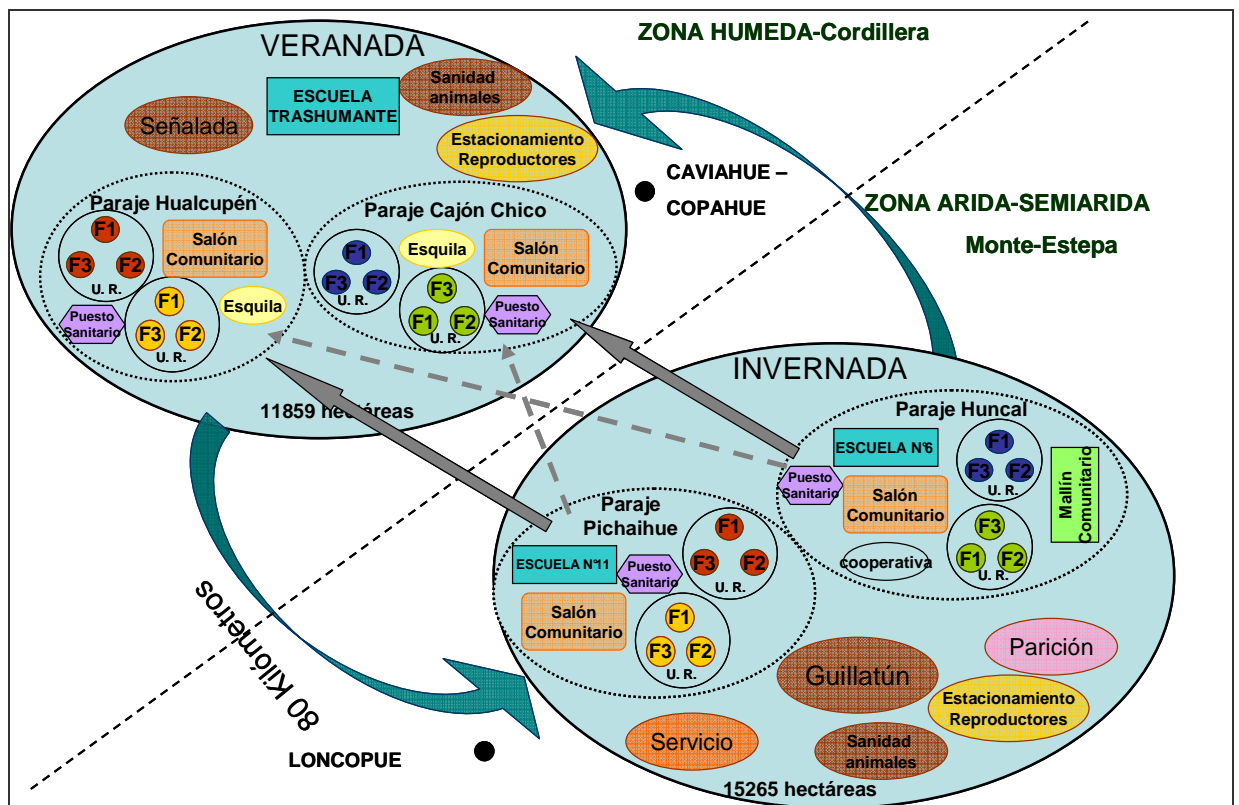 ZONA HUMEDA-Cordillera
VERANADA
Sanidad
animales
ESCUELA
TRASHUMANTE
Señalada
Estacionamiento
Reproductores
CAVIAHUE –
COPAHUE
ZONA ARIDA-SEMIARIDA
Monte-Estepa
Paraje Hualcupén
F1
F3
F2
U. R.
Salón
Comunitario
Puesto
Sanitario
F1
F3
F2
U. R.
Esquila
Paraje Cajón Chico
F1
F3
F2
U. R.
Esquila
Salón
Comunitario
F3
F1
F2
U. R.
Puesto
Sanitario
11859 hectáreas
INVERNADA
Paraje Huncal
ESCUELA Nº6
F1
F3
F2
U. R.
Puesto
Sanitario
Salón
Comunitario
Mallín
Comunitario
cooperativa
F3
F1
F2
U. R.
Paraje
Pichaihue
F1
F3
F2
U. R.
ESCUELA Nº11
Puesto
Sanitario
Salón
Comunitario
F1
F3
F2
U. R.
80 Kilómetros
Parición
Guillatún
Estacionamiento
Reproductores
Servicio
Sanidad
animales
LONCOPUE
15265 hectáreas